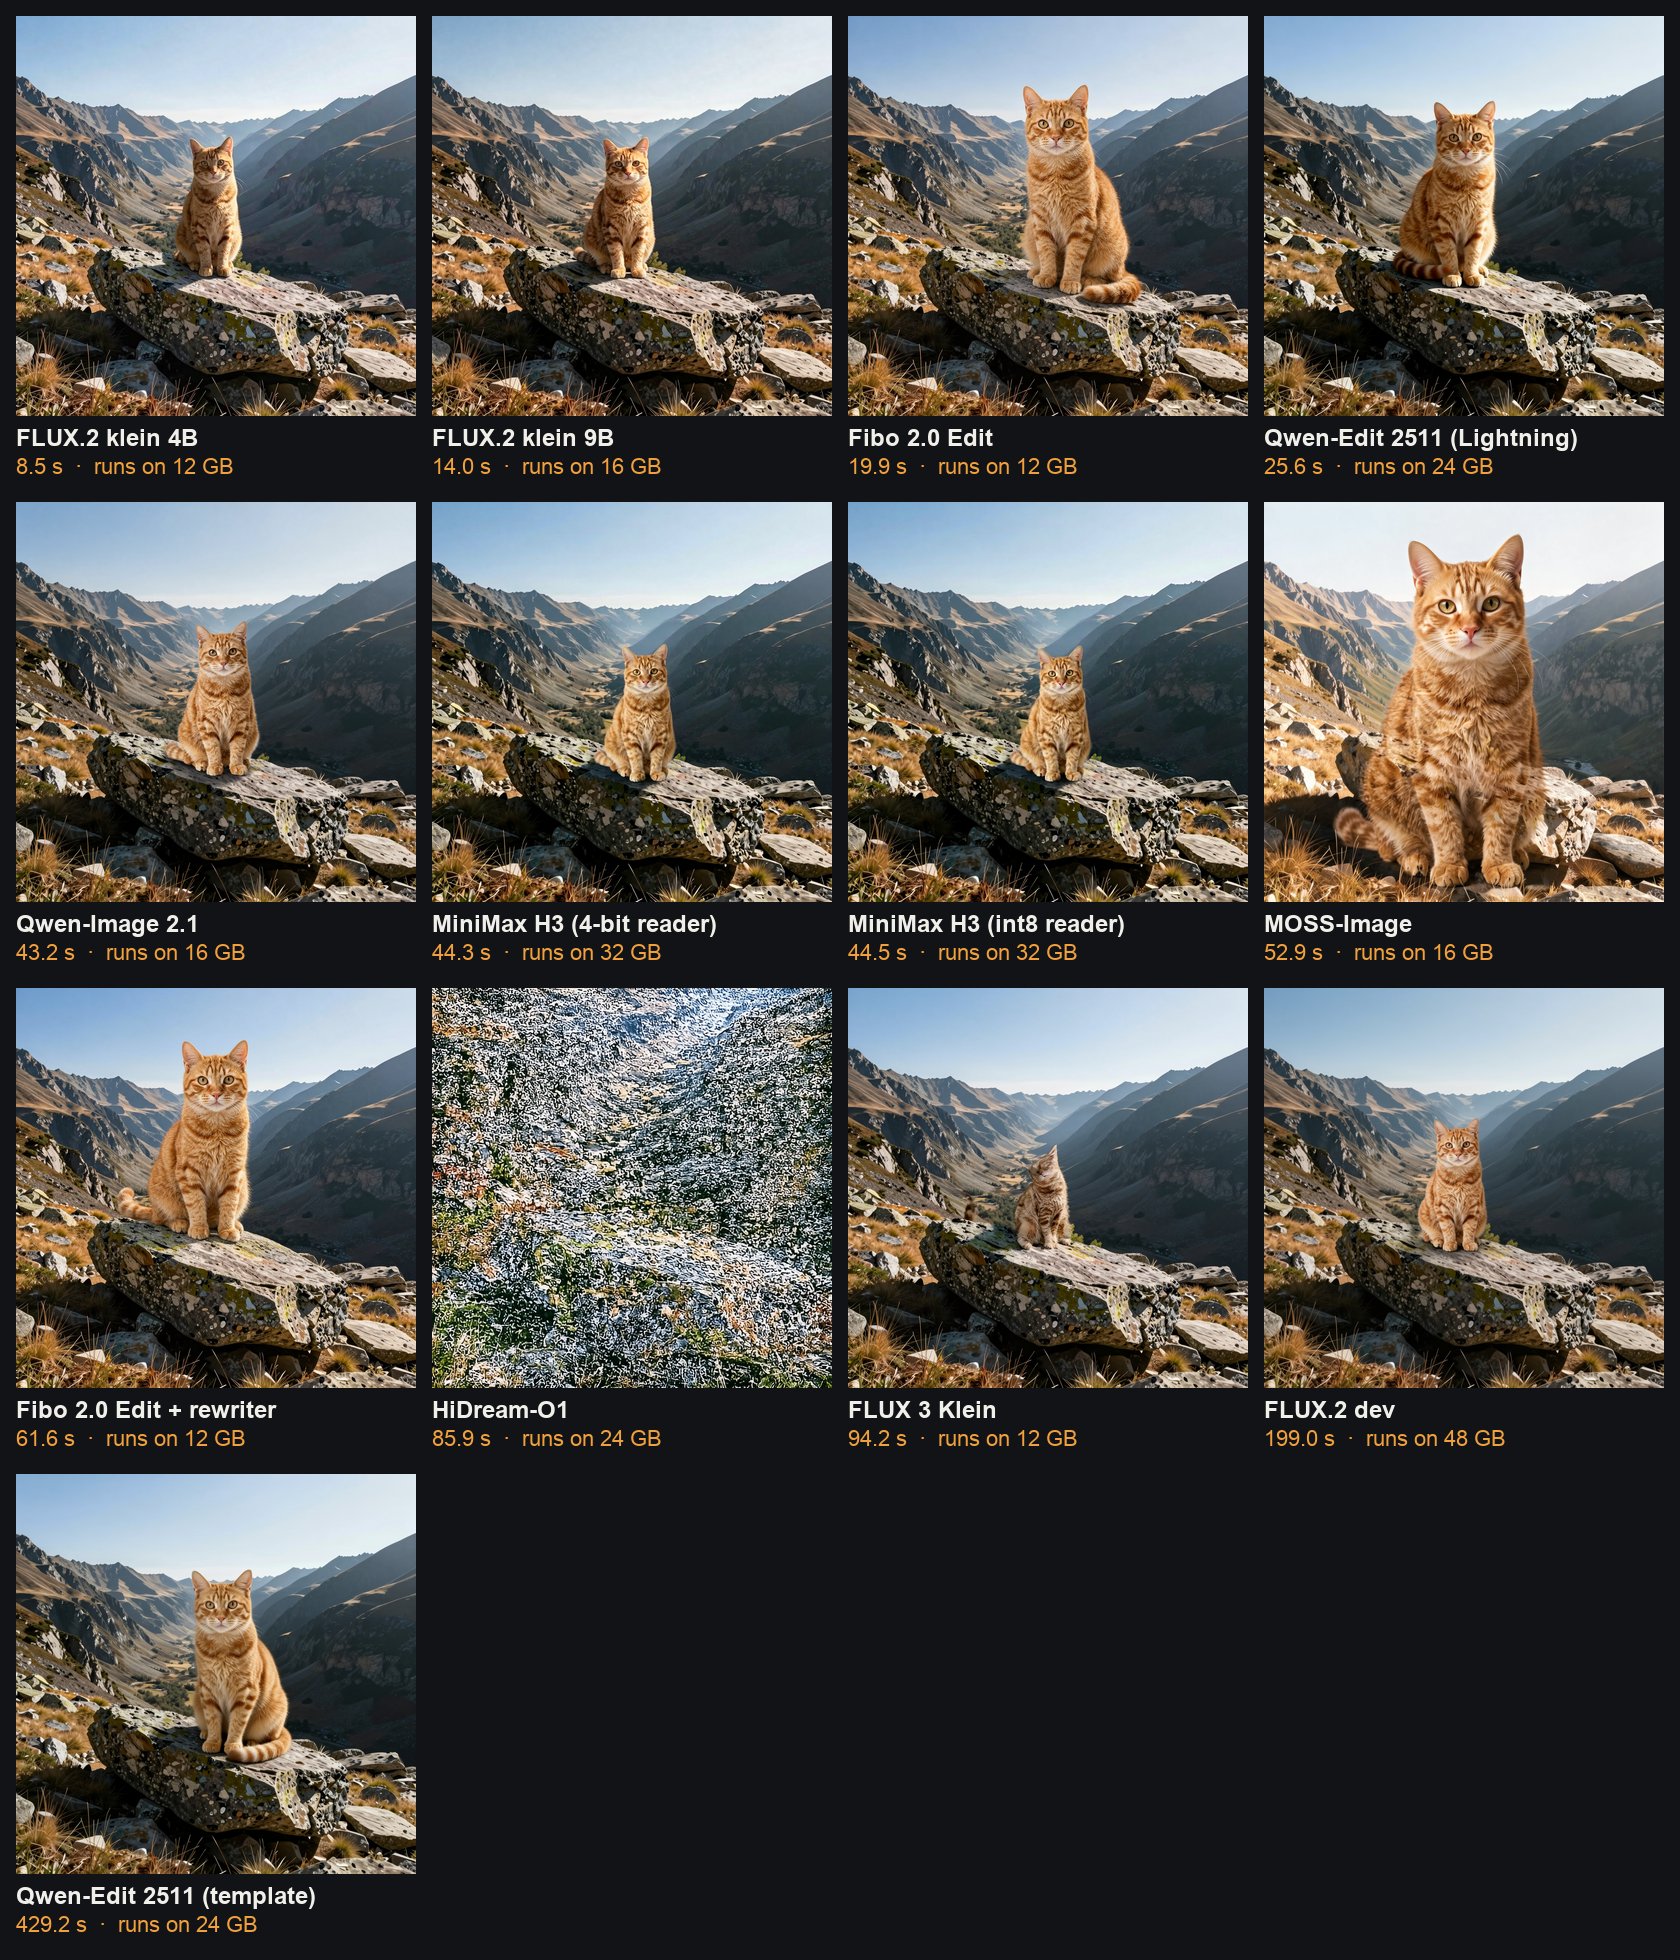 FLUX.2 klein 4B
8.5 s · runs on 12 GB
FLUX.2 klein 9B
14.0 s · runs on 16 GB
Fibo 2.0 Edit
19.9 s · runs on 12 GB
Qwen-Edit 2511 (Lightning)
25.6 s · runs on 24 GB
Qwen-Image 2.1
43.2 s · runs on 16 GB
MiniMax H3 (4-bit reader)
44.3 s · runs on 32 GB
MiniMax H3 (int8 reader)
44.5 s · runs on 32 GB
MOSS-Image
52.9 s · runs on 16 GB
Fibo 2.0 Edit + rewriter
61.6 s · runs on 12 GB
HiDream-O1
85.9 s · runs on 24 GB
FLUX 3 Klein
94.2 s · runs on 12 GB
FLUX.2 dev
199.0 s · runs on 48 GB
Qwen-Edit 2511 (template)
429.2 s · runs on 24 GB